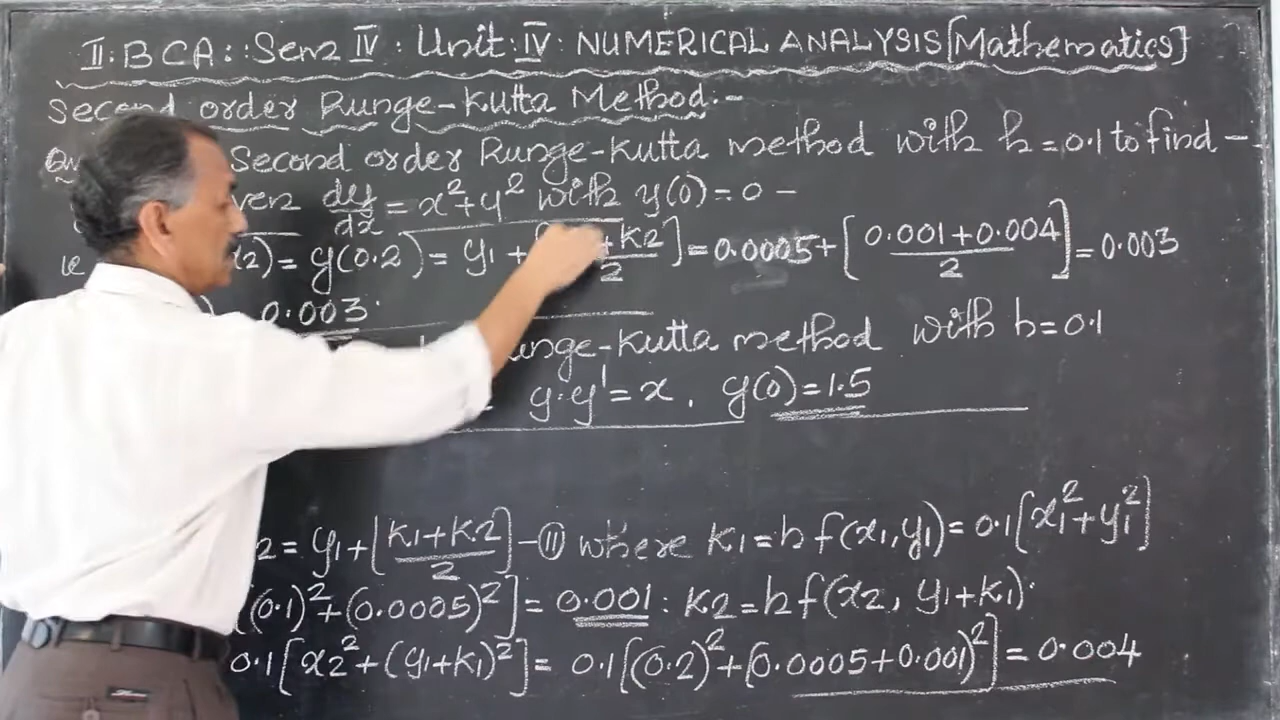 II: BCA:: Sem IV: Unit: IV: NUMERICAL ANALYSIS [Mathematics]
Second order Runge-Kutta Method:-
Second order Runge-Kutta method with h=0.1 to find -
dy/dx = x²+y² with y(0)=0 -
2) = y(0.2) = y₁ + +K2]/2 = 0.0005+[(0.001+0.004)/2] = 0.003
0.003
Runge-Kutta method with h=0.1
y·y'=x, y(0)=1.5
2 = y₁+[(K₁+K2)/2] - (II) where K₁=h f(x₁,y₁)=0.1[x₁²+y₁²]
(0.1)²+(0.0005)²]=0.001: K2=h f(x2, y₁+K₁)
0.1[x2²+(y₁+K₁)²]= 0.1[(0.2)²+(0.0005+0.001)²]=0.004